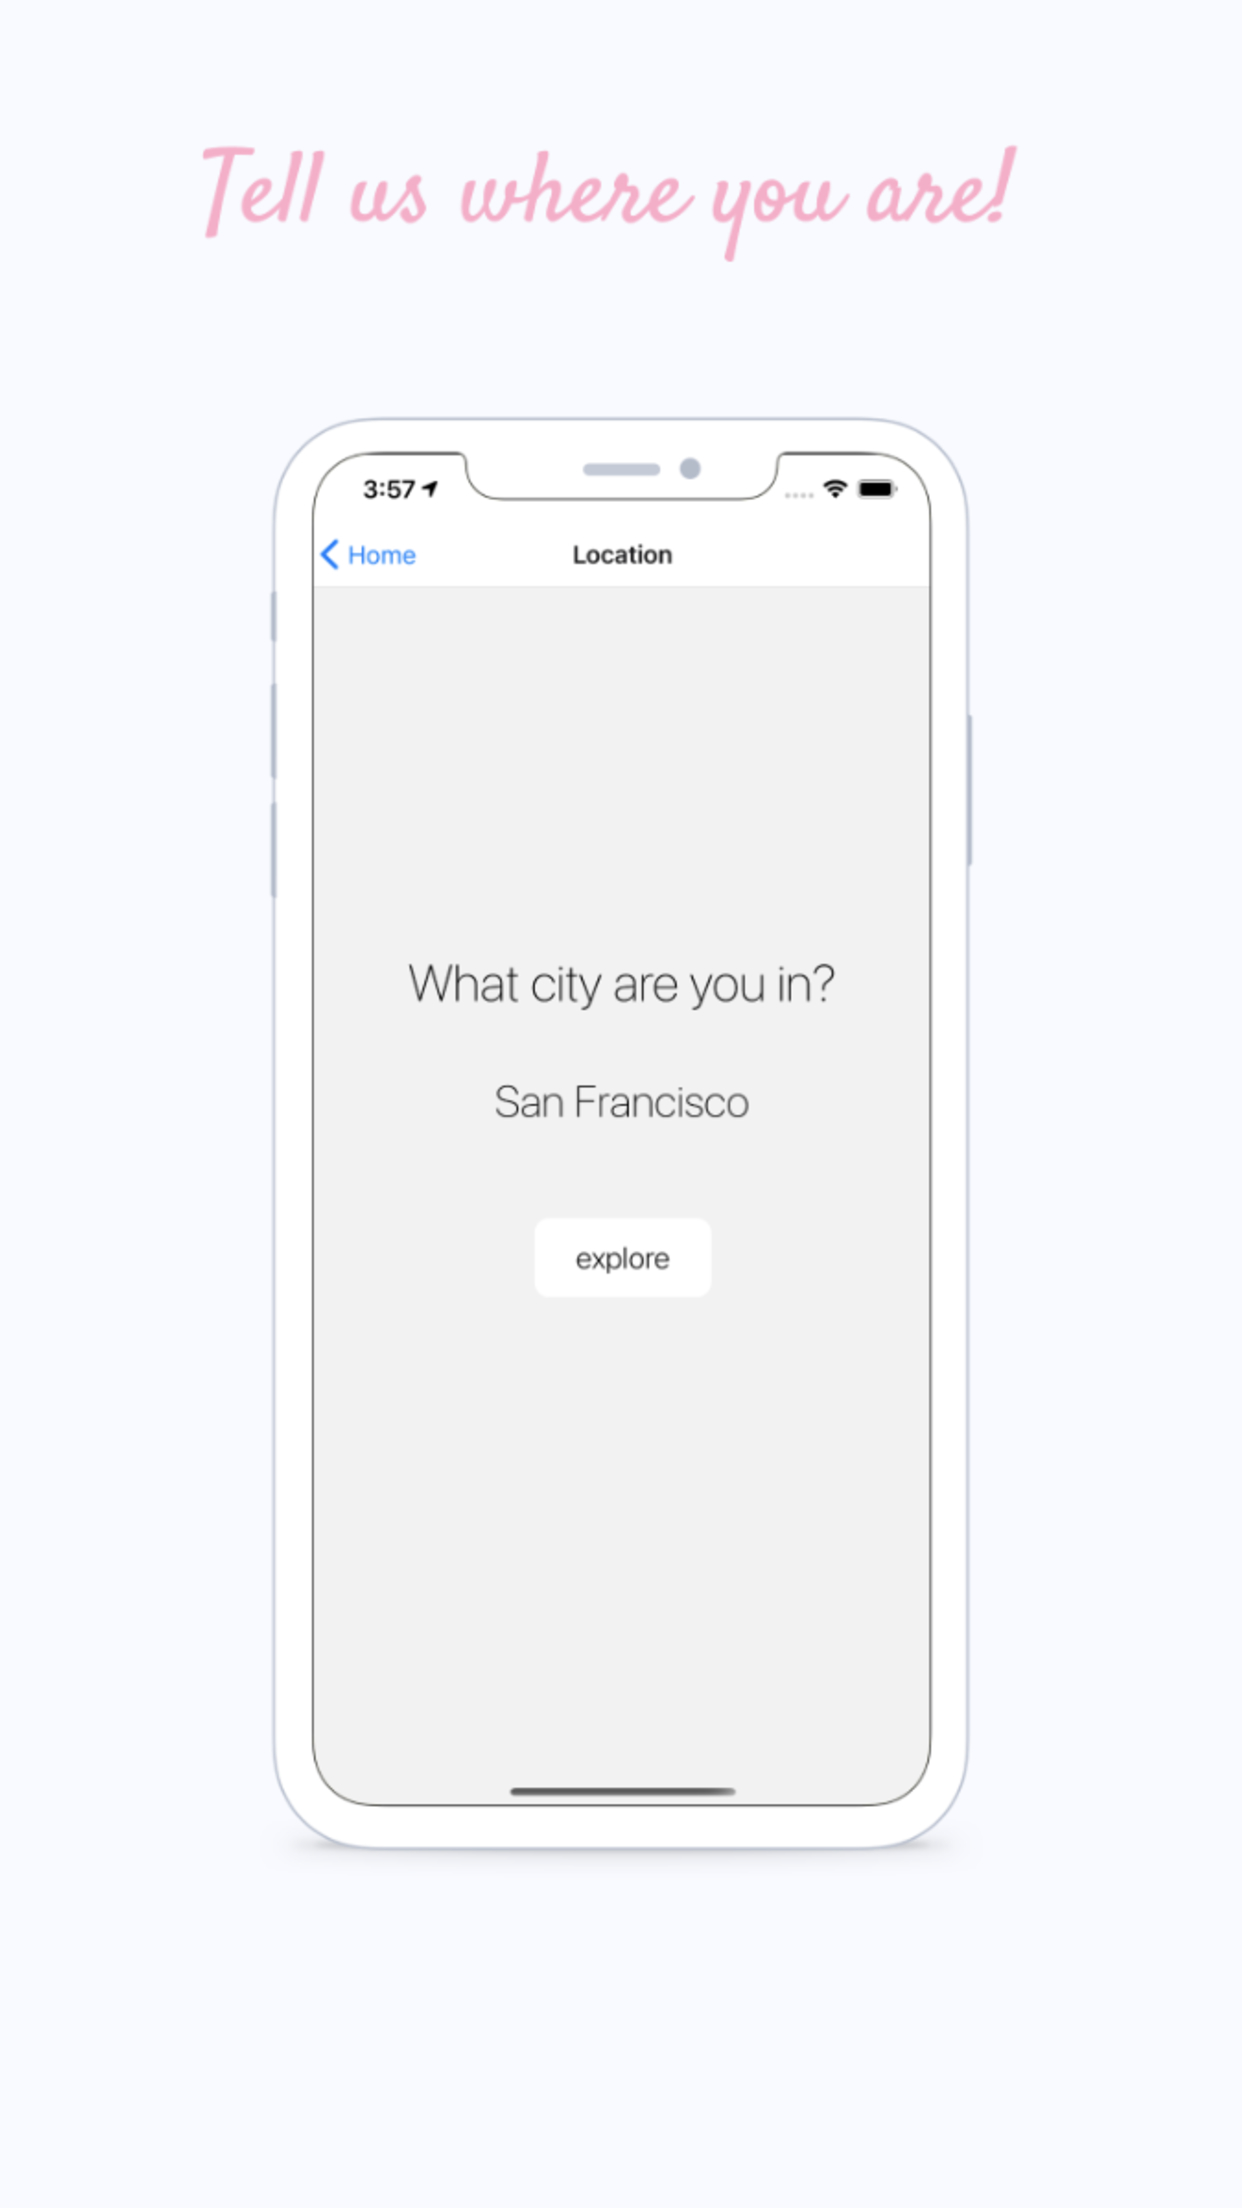 Tell us where you are!
3:57
Home
Location
What city are you in?
San Francisco
explore